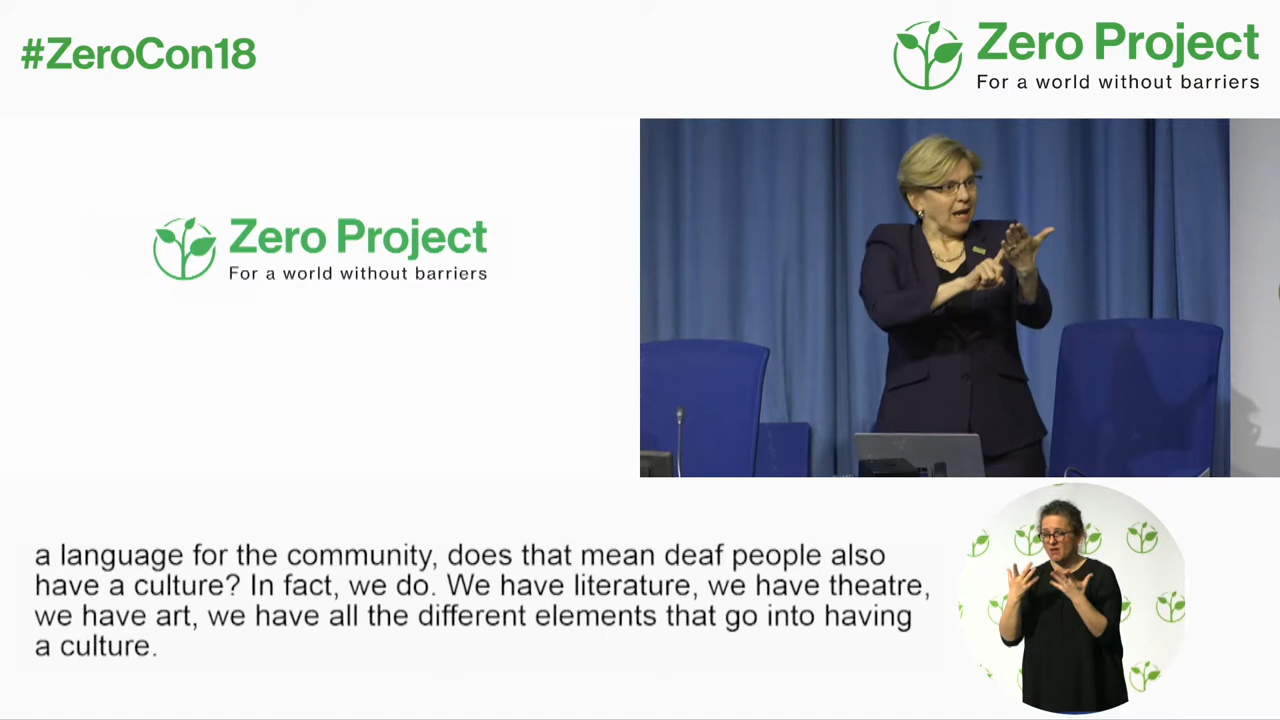 #ZeroCon18
Zero Project
For a world without barriers
Zero Project
For a world without barriers
a language for the community, does that mean deaf people also
have a culture? In fact, we do. We have literature, we have theatre,
we have art, we have all the different elements that go into having
a culture.